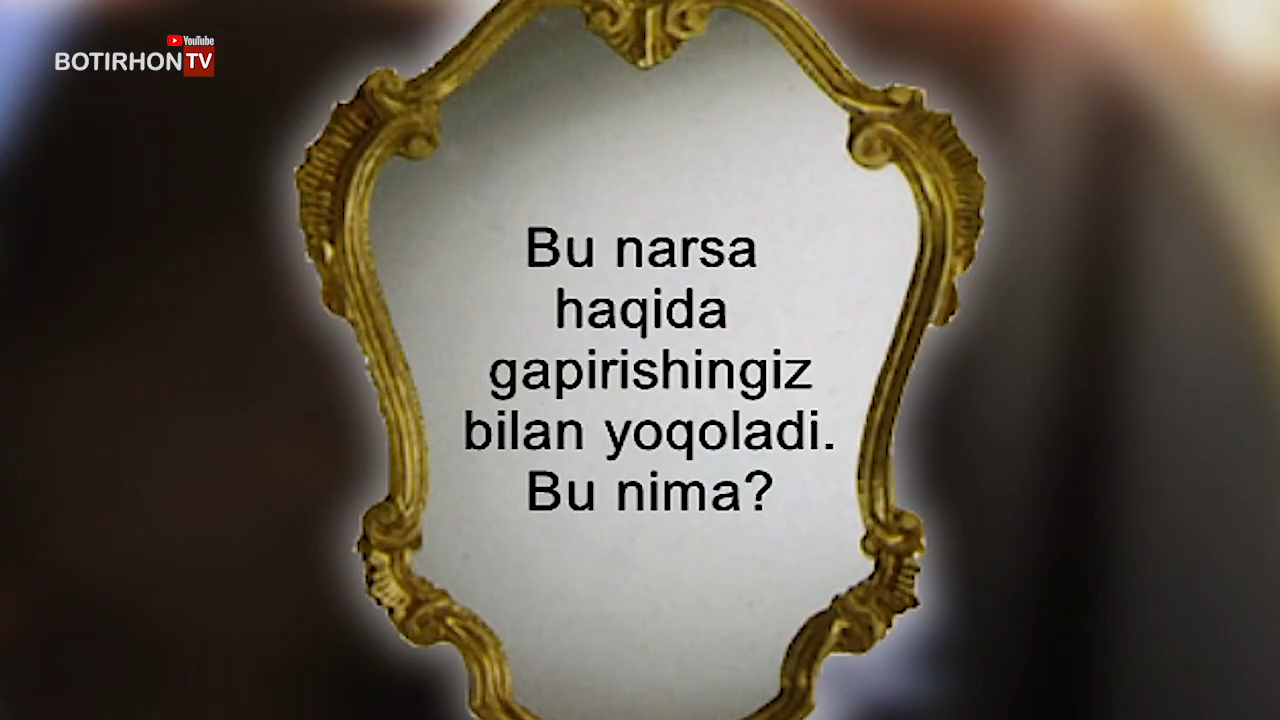 YouTube
BOTIRHON TV
Bu narsa
haqida
gapirishingiz
bilan yoqoladi.
Bu nima?